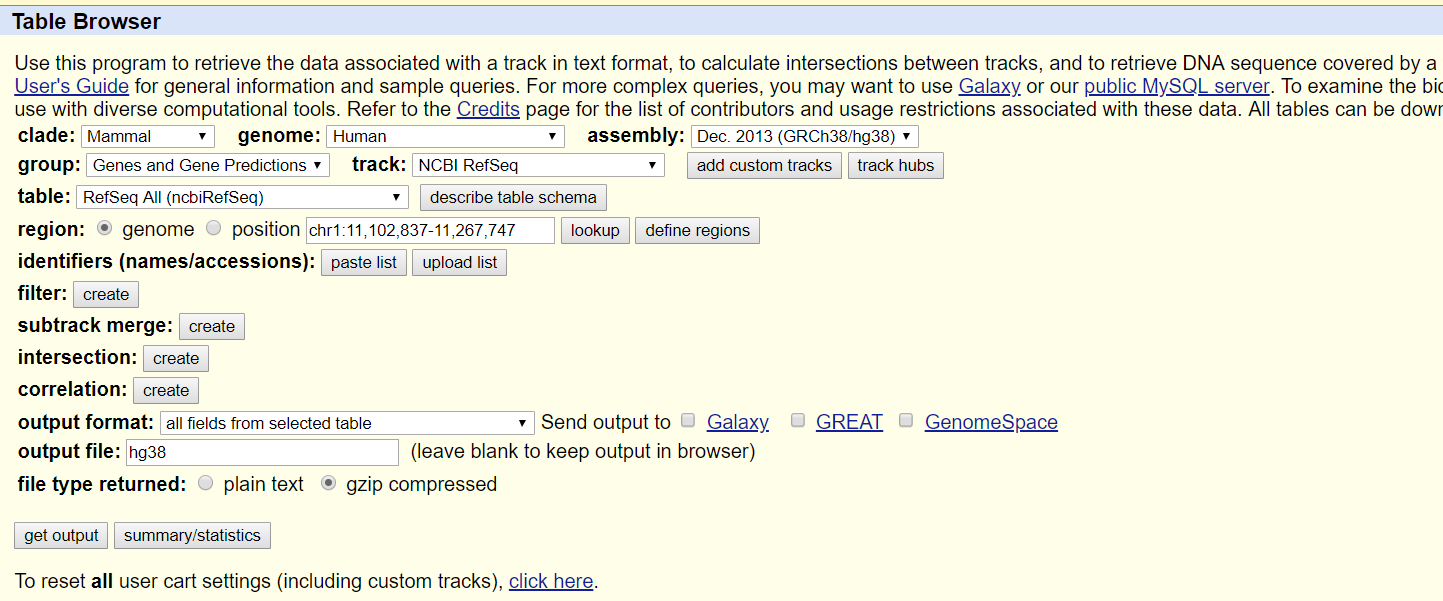 Table Browser
Use this program to retrieve the data associated with a track in text format, to calculate intersections between tracks, and to retrieve DNA sequence covered by a
User's Guide for general information and sample queries. For more complex queries, you may want to use Galaxy or our public MySQL server. To examine the
use with diverse computational tools. Refer to the Credits page for the list of contributors and usage restrictions associated with these data. All tables can be
clade: Mammal genome: Human assembly: Dec. 2013 (GRCh38/hg38)
group: Genes and Gene Predictions track: NCBI RefSeq add custom tracks track hubs
table: RefSeq All (ncbiRefSeq) describe table schema
region: genome position chr1:11,102,837-11,267,747 lookup define regions
identifiers (names/accessions): paste list upload list
filter: create
subtrack merge: create
intersection: create
correlation: create
output format: all fields from selected table Send output to Galaxy GREAT GenomeSpace
output file: hg38 (leave blank to keep output in browser)
file type returned: plain text gzip compressed
get output summary/statistics
To reset all user cart settings (including custom tracks), click here.